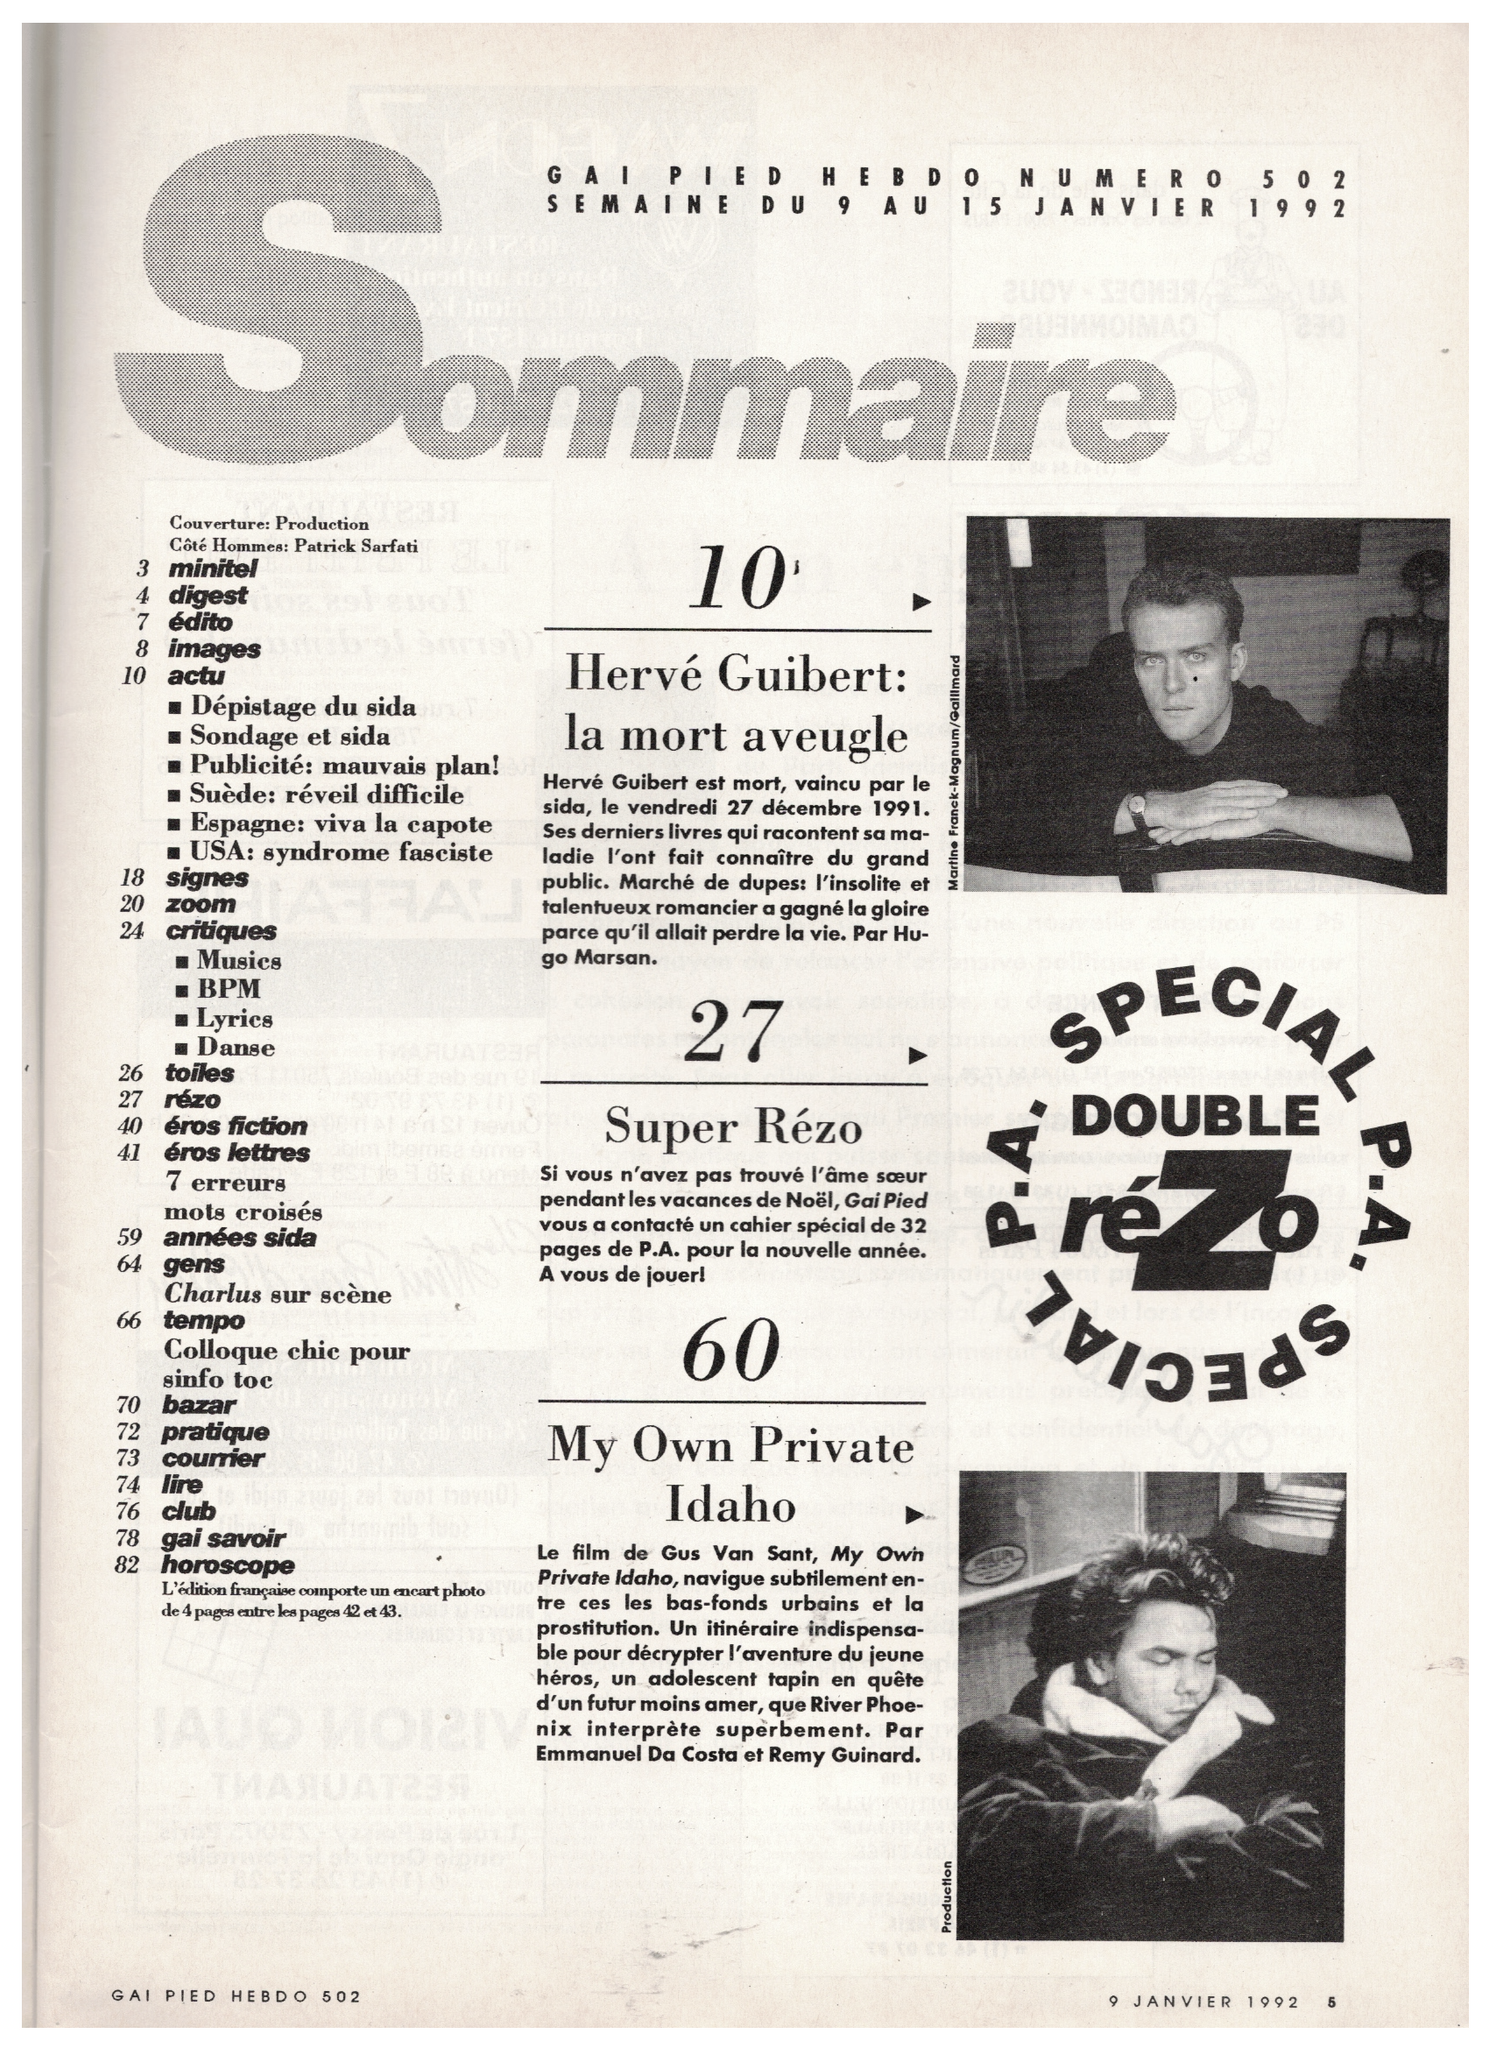 GAI PIED HEBDO NUMERO 502
SEMAINE DU 9 AU 15 JANVIER 1992
Sommaire
Couverture: Production
Côté Hommes: Patrick Sarfati
3 minitel
4 digest
7 édito
8 images
10 actu
■ Dépistage du sida
■ Sondage et sida
■ Publicité: mauvais plan!
■ Suède: réveil difficile
■ Espagne: viva la capote
■ USA: syndrome fasciste
18 signes
20 zoom
24 critiques
■ Musics
■ BPM
■ Lyrics
■ Danse
26 toiles
27 rézo
40 éros fiction
41 éros lettres
7 erreurs
mots croisés
59 années sida
64 gens
Charlus sur scène
66 tempo
Colloque chic pour
sinfo toc
70 bazar
72 pratique
73 courrier
74 lire
76 club
78 gai savoir
82 horoscope
L'édition française comporte un encart photo
de 4 pages entre les pages 42 et 43.
10
Hervé Guibert:
la mort aveugle
Hervé Guibert est mort, vaincu par le
sida, le vendredi 27 décembre 1991.
Ses derniers livres qui racontent sa ma-
ladie l'ont fait connaître du grand
public. Marché de dupes: l'insolite et
talentueux romancier a gagné la gloire
parce qu'il allait perdre la vie. Par Hu-
go Marsan.
Martine Franck-Magnum/Gallimard
27
Super Rézo
Si vous n'avez pas trouvé l'âme sœur
pendant les vacances de Noël, Gai Pied
vous a contacté un cahier spécial de 32
pages de P.A. pour la nouvelle année.
A vous de jouer!
SPECIAL P.A. SPECIAL P.A.
DOUBLE
réZo
60
My Own Private
Idaho
Le film de Gus Van Sant, My Own
Private Idaho, navigue subtilement en-
tre ces les bas-fonds urbains et la
prostitution. Un itinéraire indispensa-
ble pour décrypter l'aventure du jeune
héros, un adolescent tapin en quête
d'un futur moins amer, que River Phoe-
nix interprète superbement. Par
Emmanuel Da Costa et Remy Guinard.
Production
GAI PIED HEBDO 502
9 JANVIER 1992 5